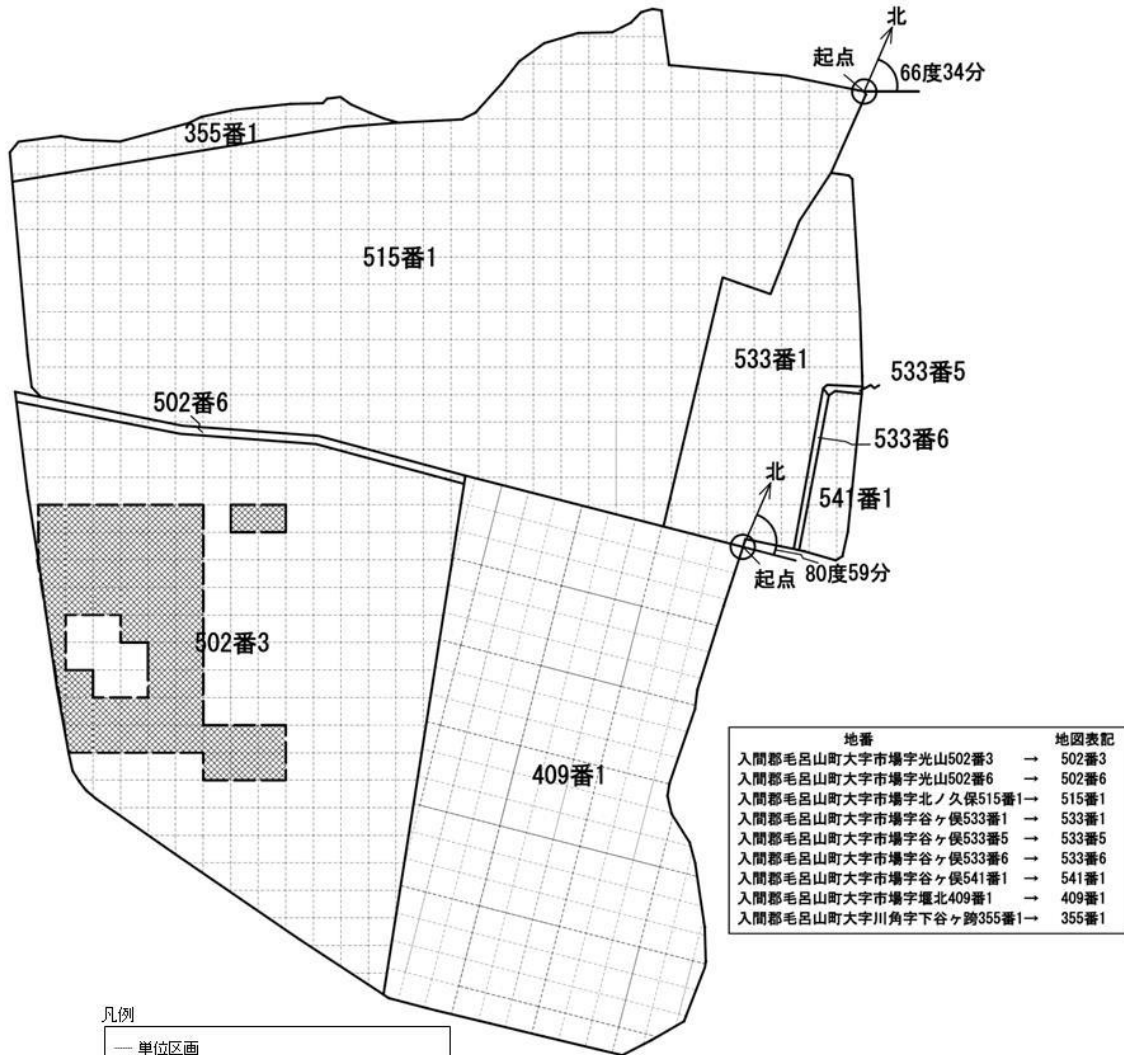 北
起点
66度34分
355番1
515番1
533番1
533番5
502番6
533番6
北
541番1
起点
80度59分
502番3
409番1
地番 地図表記
入間郡毛呂山町大字市場字光山502番3 → 502番3
入間郡毛呂山町大字市場字光山502番6 → 502番6
入間郡毛呂山町大字市場字北ノ久保515番1→ 515番1
入間郡毛呂山町大字市場字谷ヶ俣533番1 → 533番1
入間郡毛呂山町大字市場字谷ヶ俣533番5 → 533番5
入間郡毛呂山町大字市場字谷ヶ俣533番6 → 533番6
入間郡毛呂山町大字市場字谷ヶ俣541番1 → 541番1
入間郡毛呂山町大字市場字堰北409番1 → 409番1
入間郡毛呂山町大字川角字下谷ヶ跨355番1→ 355番1
凡例
― 単位区画